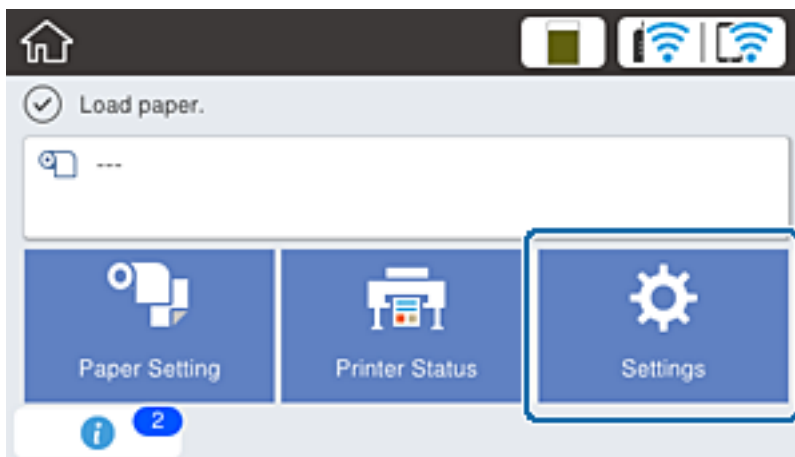 Load paper.
---
Paper Setting
Printer Status
Settings
i 2